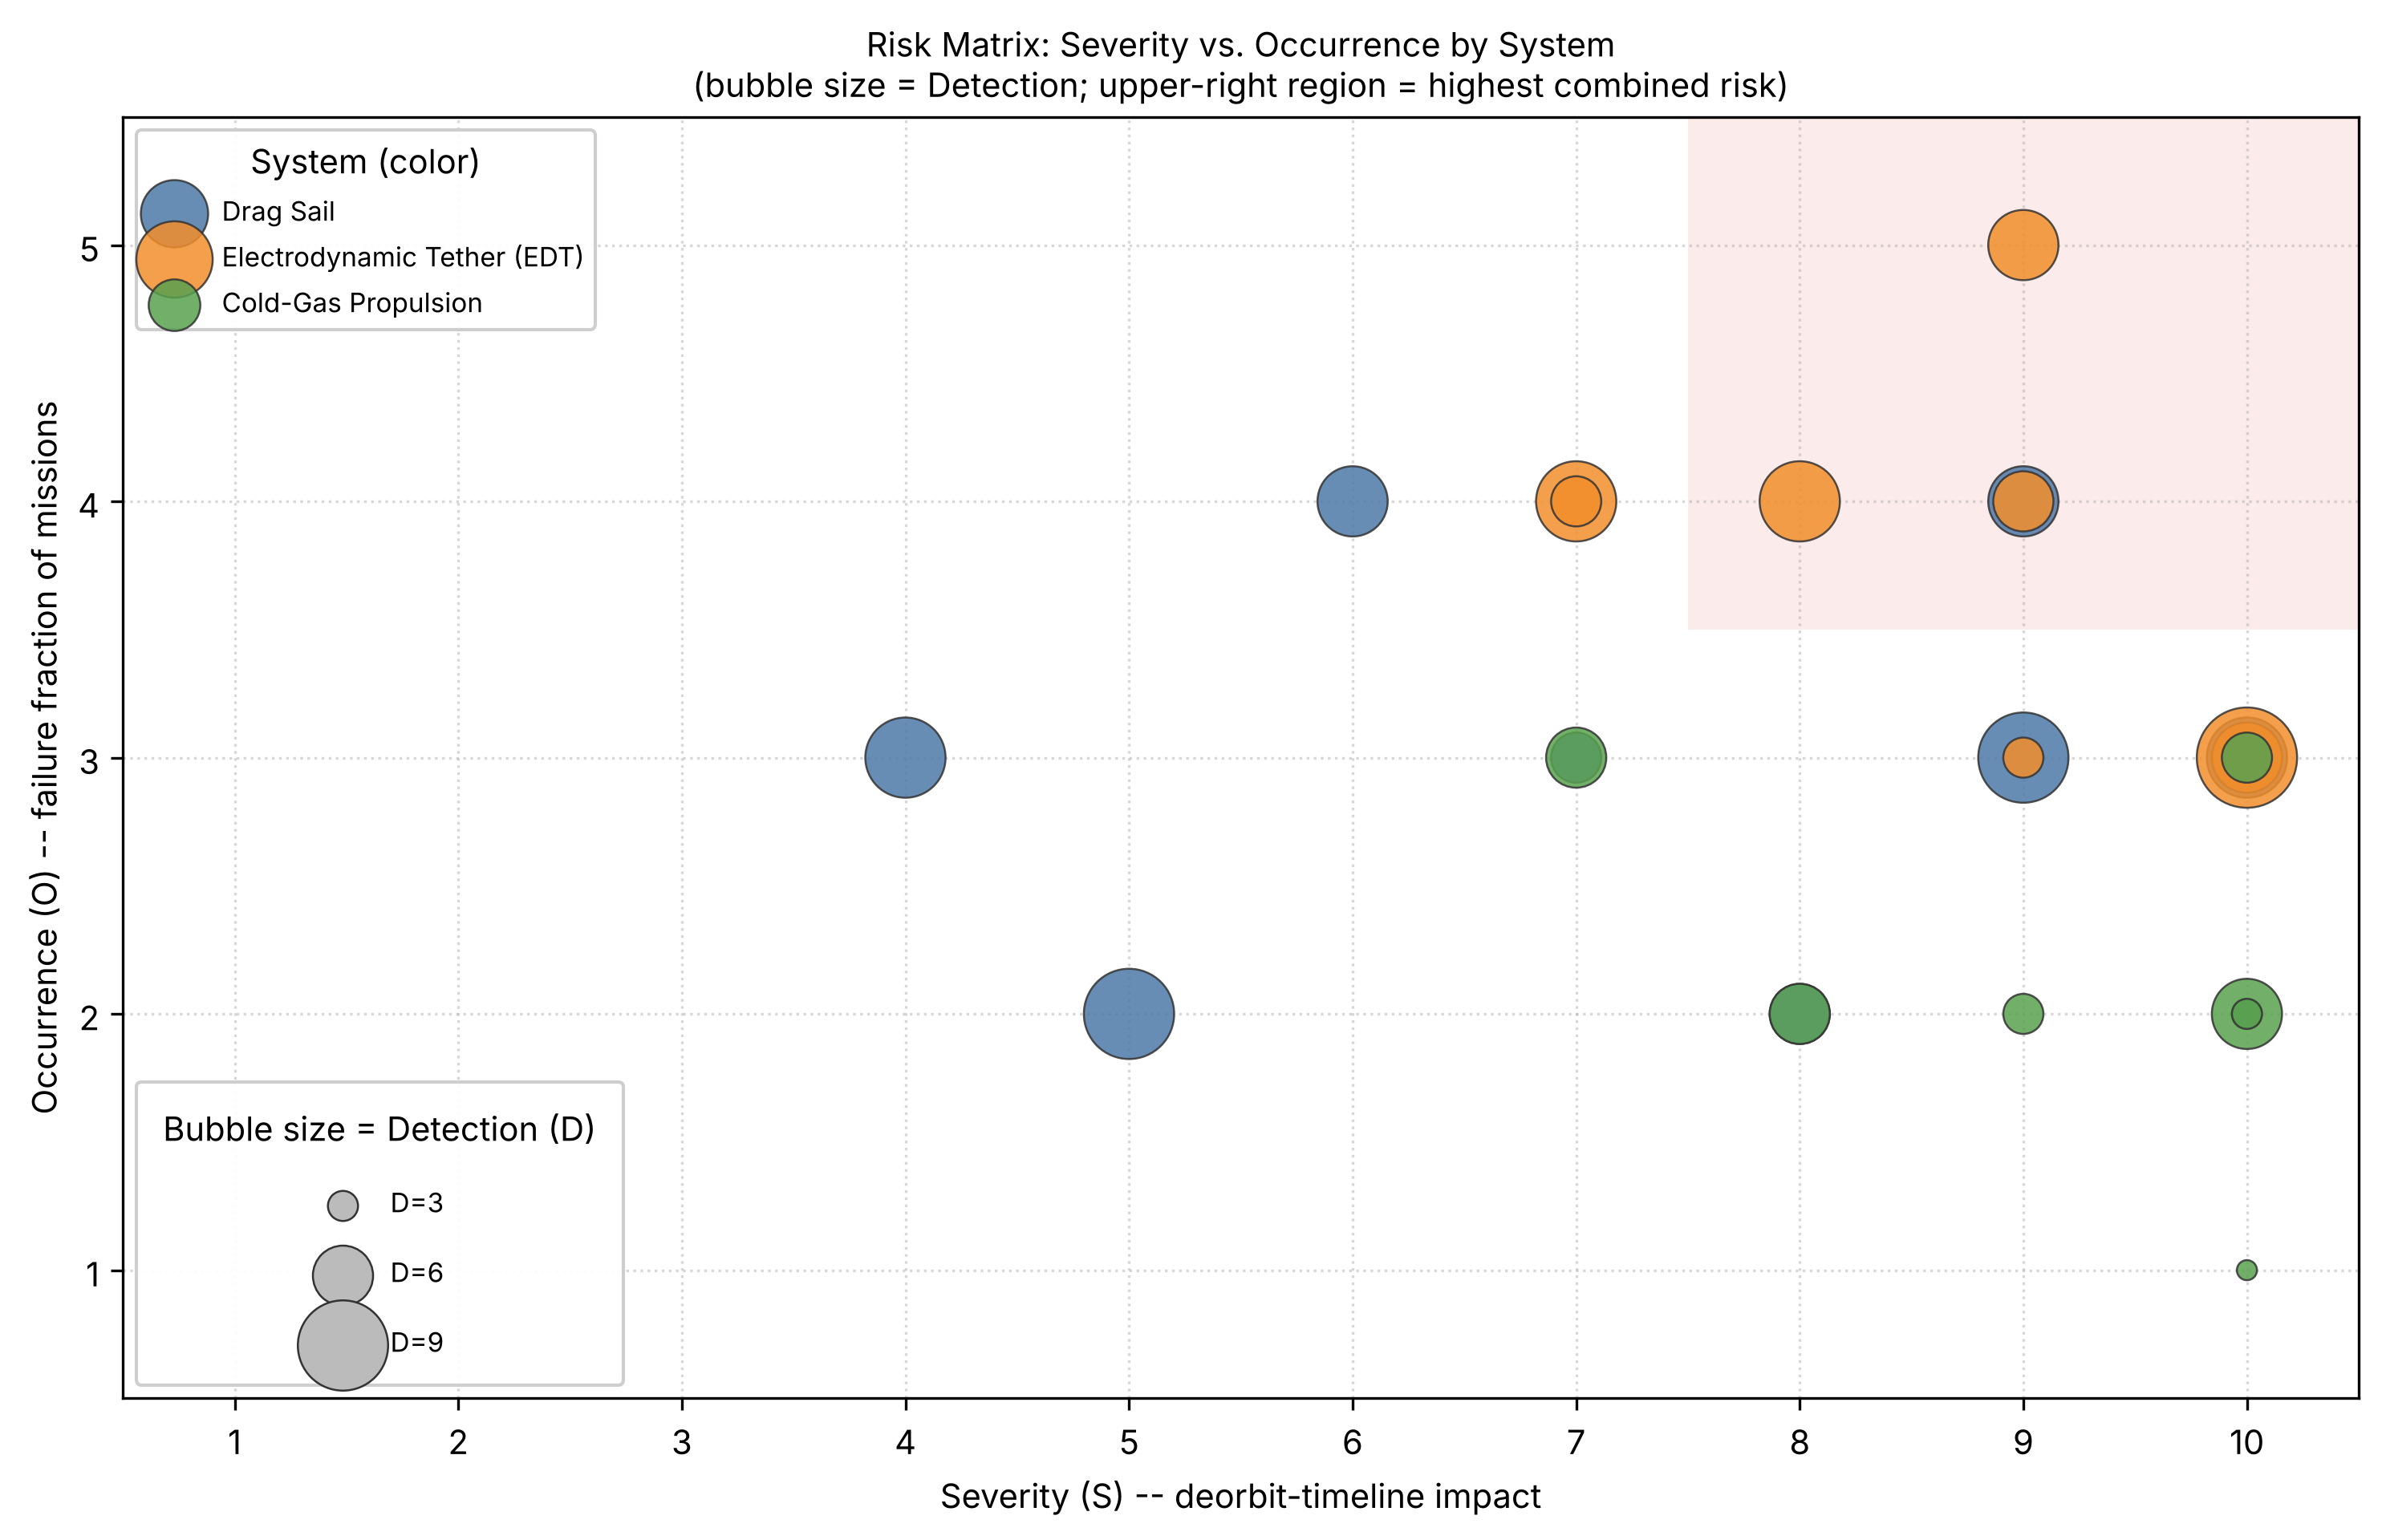 Risk Matrix: Severity vs. Occurrence by System
(bubble size = Detection; upper-right region = highest combined risk)
System (color)
Drag Sail
Electrodynamic Tether (EDT)
Cold-Gas Propulsion
Occurrence (O) -- failure fraction of missions
5
4
3
2
1
Bubble size = Detection (D)
D=3
D=6
D=9
1 2 3 4 5 6 7 8 9 10
Severity (S) -- deorbit-timeline impact